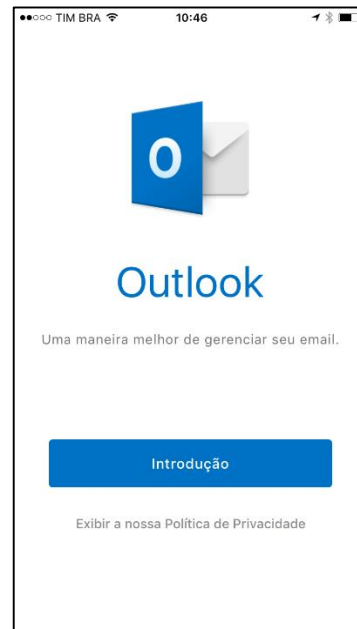 TIM BRA 10:46
O
Outlook
Uma maneira melhor de gerenciar seu email.
Introdução
Exibir a nossa Política de Privacidade